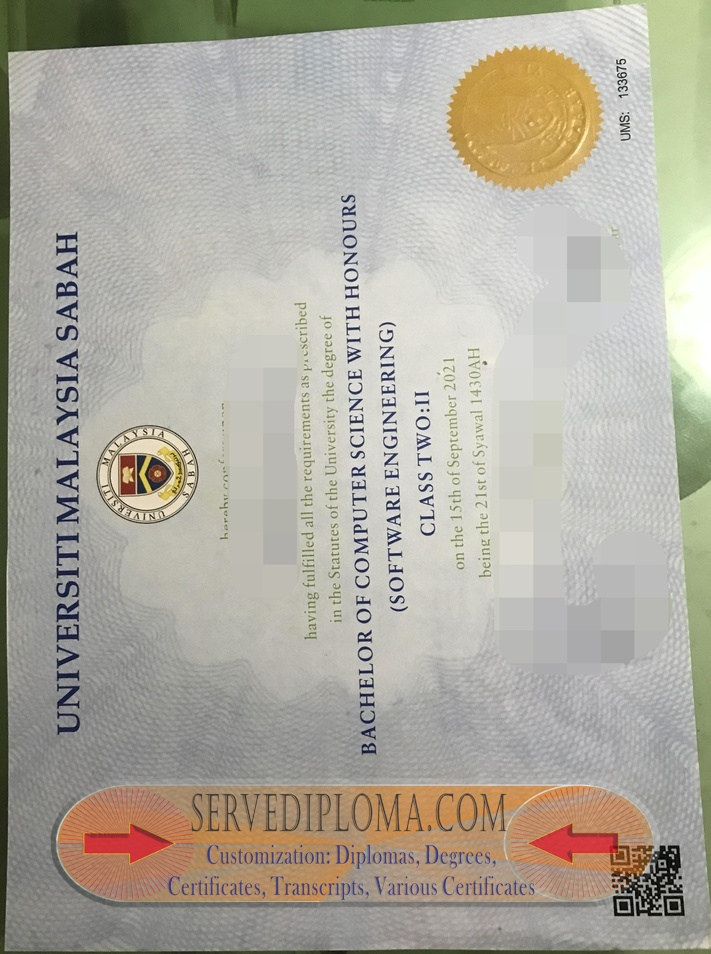 UNIVERSITI MALAYSIA SABAH
UNIVERSITI MALAYSIA SABAH
hereby
having fulfilled all the requirements as prescribed
in the Statutes of the University the degree of
BACHELOR OF COMPUTER SCIENCE WITH HONOURS
(SOFTWARE ENGINEERING)
CLASS TWO:II
on the 15th of September 2021
being the 21st of Syawal 1430AH
UMS: 133675
SERVEDIPLOMA.COM
Customization: Diplomas, Degrees,
Certificates, Transcripts, Various Certificates